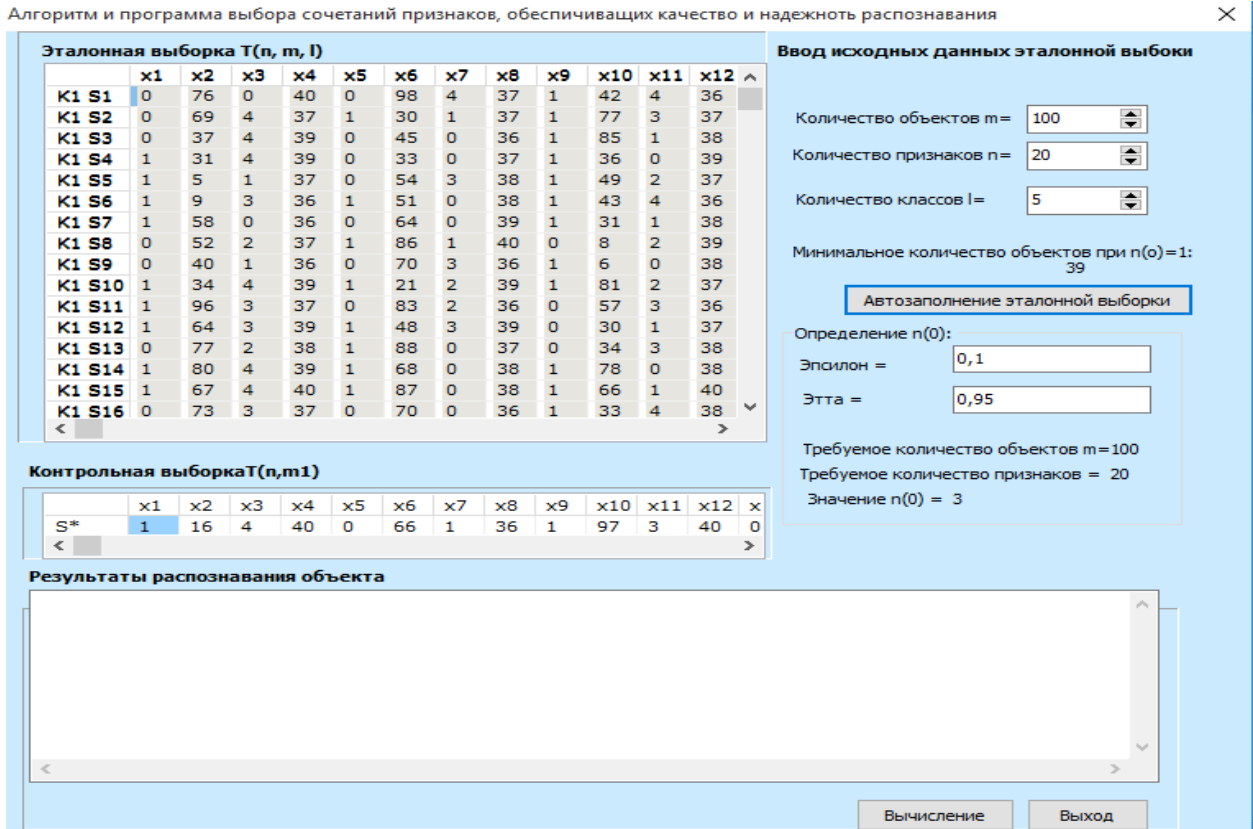 Алгоритм и программа выбора сочетаний признаков, обеспичиващих качество и надежноть распознавания
Эталонная выборка T(n, m, l)
x1 x2 x3 x4 x5 x6 x7 x8 x9 x10 x11 x12
K1 S1 0 76 0 40 0 98 4 37 1 42 4 36
K1 S2 0 69 4 37 1 30 1 37 1 77 3 37
K1 S3 0 37 4 39 0 45 0 36 1 85 1 38
K1 S4 1 31 4 39 0 33 0 37 1 36 0 39
K1 S5 1 5 1 37 0 54 3 38 1 49 2 37
K1 S6 1 9 3 36 1 51 0 38 1 43 4 36
K1 S7 1 58 0 36 0 64 0 39 1 31 1 38
K1 S8 0 52 2 37 1 86 1 40 0 8 2 39
K1 S9 0 40 1 36 0 70 3 36 1 6 0 38
K1 S10 1 34 4 39 1 21 2 39 1 81 2 37
K1 S11 1 96 3 37 0 83 2 36 0 57 3 36
K1 S12 1 64 3 39 1 48 3 39 0 30 1 37
K1 S13 0 77 2 38 1 88 0 37 0 34 3 38
K1 S14 1 80 4 39 1 68 0 38 1 78 0 38
K1 S15 1 67 4 40 1 87 0 38 1 66 1 40
K1 S16 0 73 3 37 0 70 0 36 1 33 4 38
Ввод исходных данных эталонной выбоки
Количество объектов m= 100
Количество признаков n= 20
Количество классов l= 5
Минимальное количество объектов при n(o)=1:
39
Автозаполнение эталонной выборки
Определение n(0):
Эпсилон = 0,1
Этта = 0,95
Требуемое количество объектов m=100
Требуемое количество признаков = 20
Значение n(0) = 3
Контрольная выборкаT(n,m1)
x1 x2 x3 x4 x5 x6 x7 x8 x9 x10 x11 x12 x
S* 1 16 4 40 0 66 1 36 1 97 3 40 0
Результаты распознавания объекта
Вычисление Выход